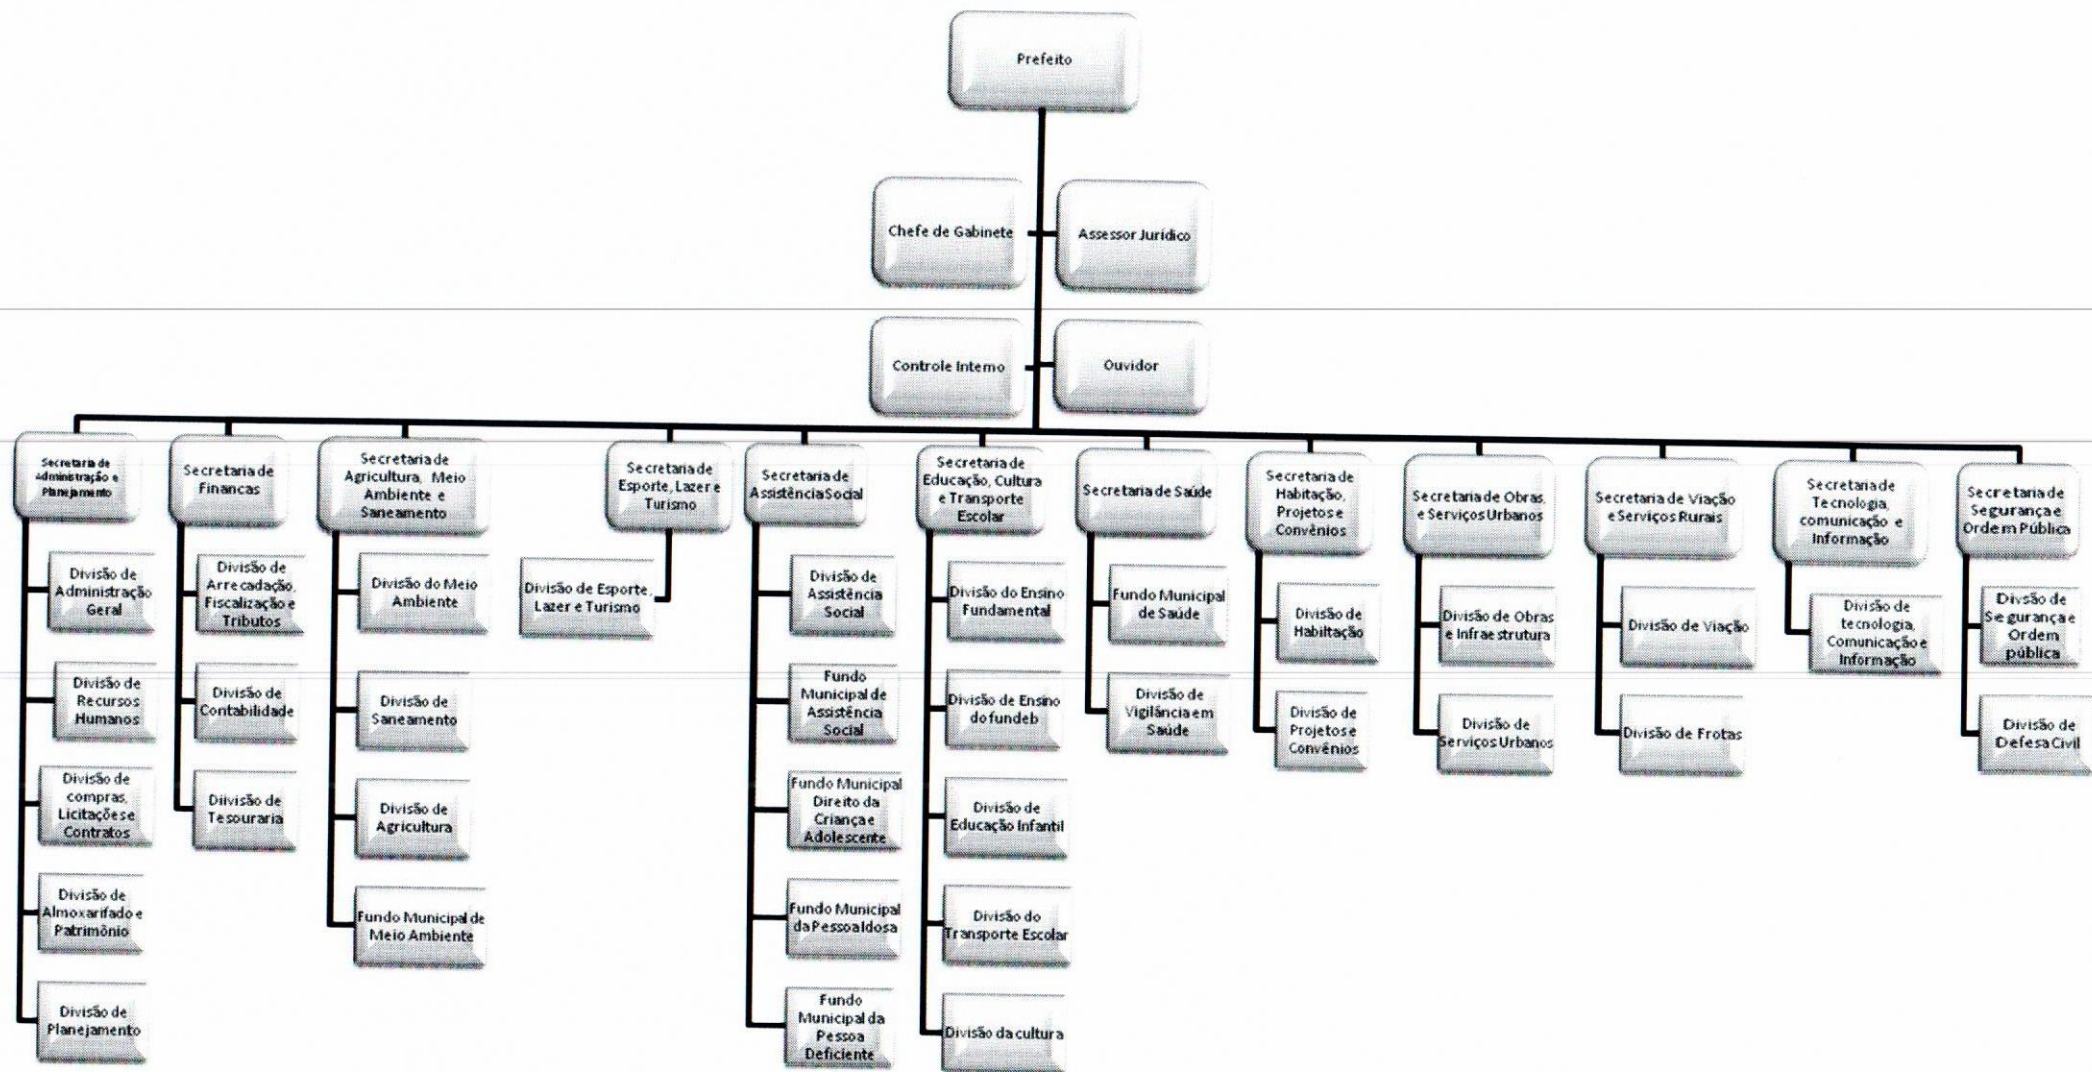 Prefeito
Chefe de Gabinete
Assessor Jurídico
Controle Interno
Ouvidor
Secretaria de
Administração e
Planejamento
Secretaria de
Financas
Secretaria de
Agricultura, Meio
Ambiente e
Saneamento
Secretaria de
Esporte, Lazer e
Turismo
Secretaria de
Assistência Social
Secretaria de
Educação, Cultura
e Transporte
Escolar
Secretaria de Saúde
Secretaria de
Habitação,
Projetos e
Convênios
Secretaria de Obras,
e Serviços Urbanos
Secretaria de Viação
e Serviços Rurais
Secretaria de
Tecnologia,
comunicação e
Informação
Secretaria de
Segurança e
Ordem Pública
Divisão de
Administração
Geral
Divisão de
Recursos
Humanos
Divisão de
compras,
Licitações e
Contratos
Divisão de
Almoxarifado e
Patrimônio
Divisão de
Planejamento
Divisão de
Arrecadação,
Fiscalização e
Tributos
Divisão de
Contabilidade
Diivisão de
Tesouraria
Divisão do Meio
Ambiente
Divisão de
Saneamento
Divisão de
Agricultura
Fundo Municipal de
Meio Ambiente
Divisão de Esporte,
Lazer e Turismo
Divisão de
Assistência
Social
Fundo
Municipal de
Assistência
Social
Fundo Municipal
Direito da
Criança e
Adolescente
Fundo Municipal
da Pessoa Idosa
Fundo
Municipal da
Pessoa
Deficiente
Divisão do Ensino
Fundamental
Divisão de Ensino
do fundeb
Divisão de
Educação Infantil
Divisão do
Transporte Escolar
Divisão da cultura
Fundo Municipal
de Saúde
Divisão de
Vigilância em
Saúde
Divisão de
Habiltação
Divisão de
Projetos e
Convênios
Divisão de Obras
e Infraestrutura
Divisão de
Serviços Urbanos
Divisão de Viação
Divisão de Frotas
Divisão de
tecnologia,
Comunicação e
Informação
Divsão de
Segurança e
Ordem
pública
Divisão de
Defesa Civil